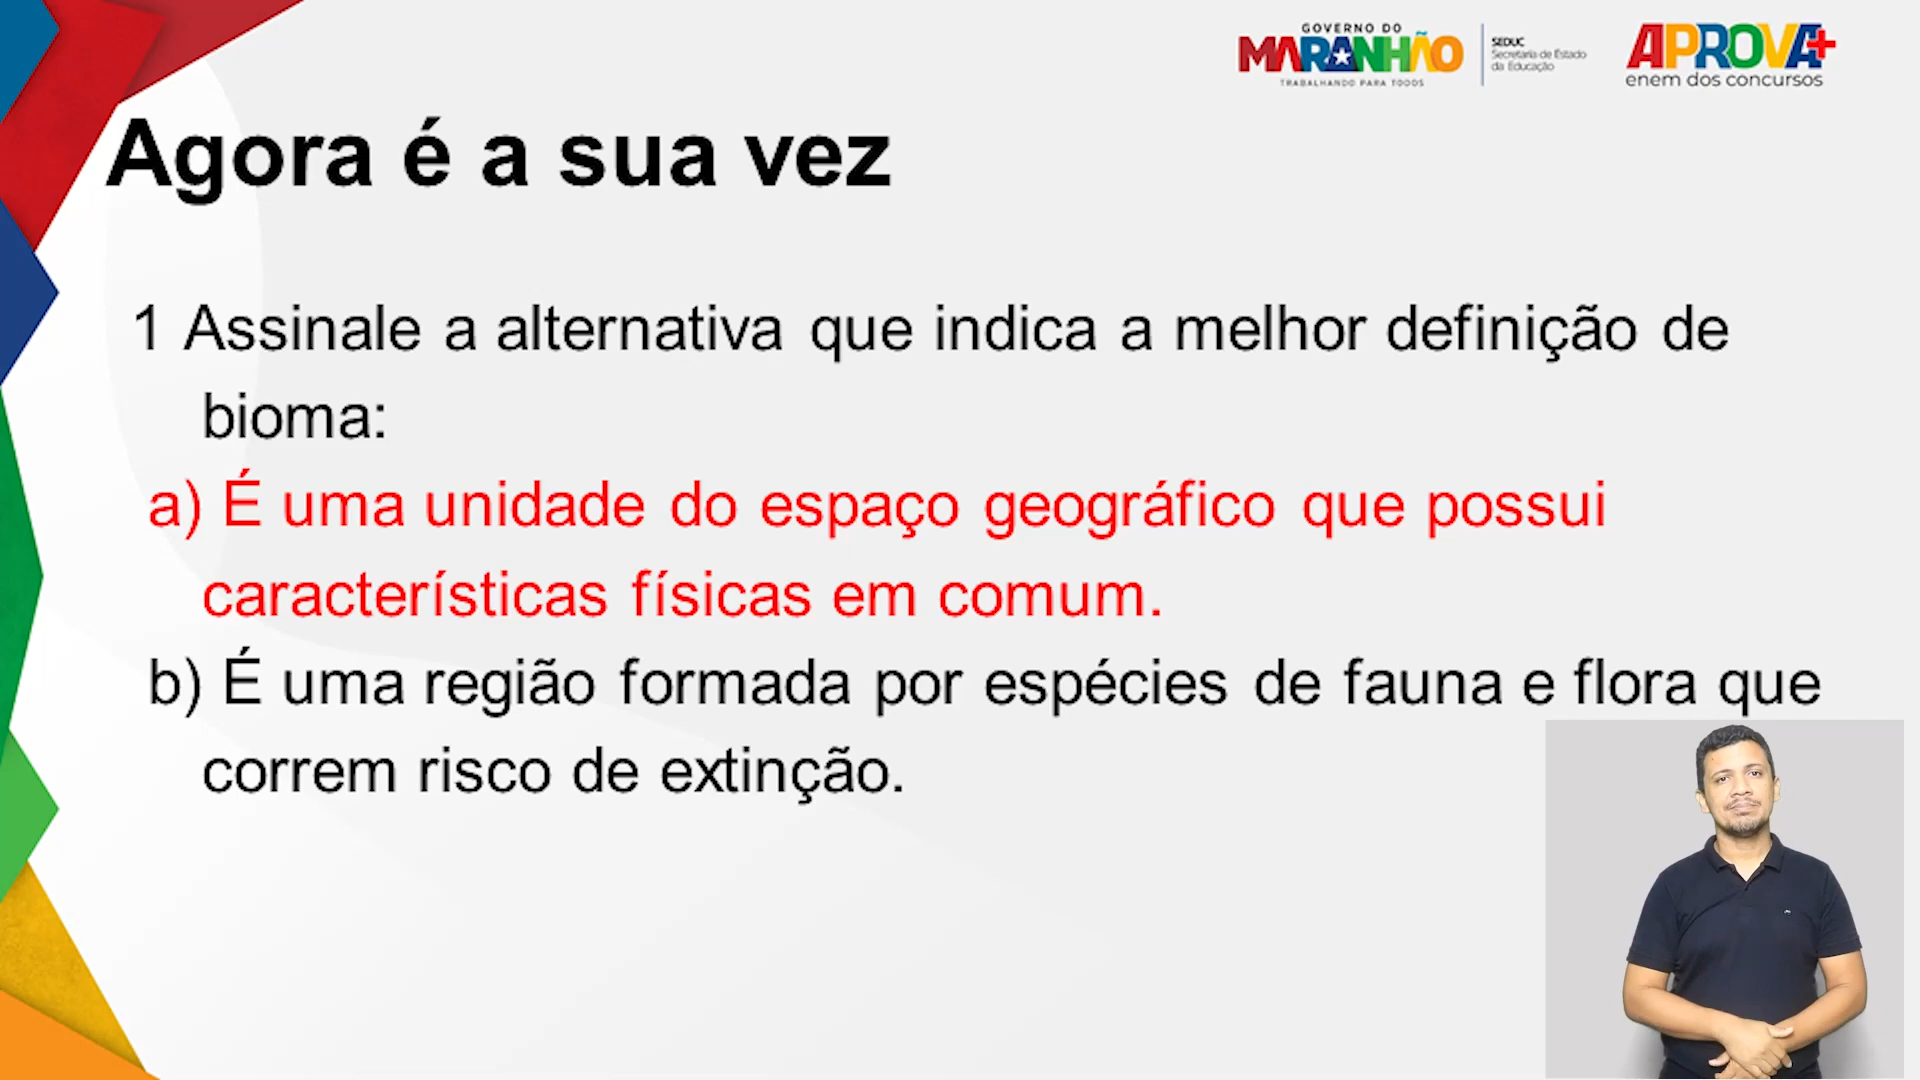 GOVERNO DO
MARANHÃO
TRABALHANDO PARA TODOS
SEDUC
Secretaria de Estado
da Educação
APROVA+
enem dos concursos
Agora é a sua vez
1 Assinale a alternativa que indica a melhor definição de
bioma:
a) É uma unidade do espaço geográfico que possui
características físicas em comum.
b) É uma região formada por espécies de fauna e flora que
correm risco de extinção.